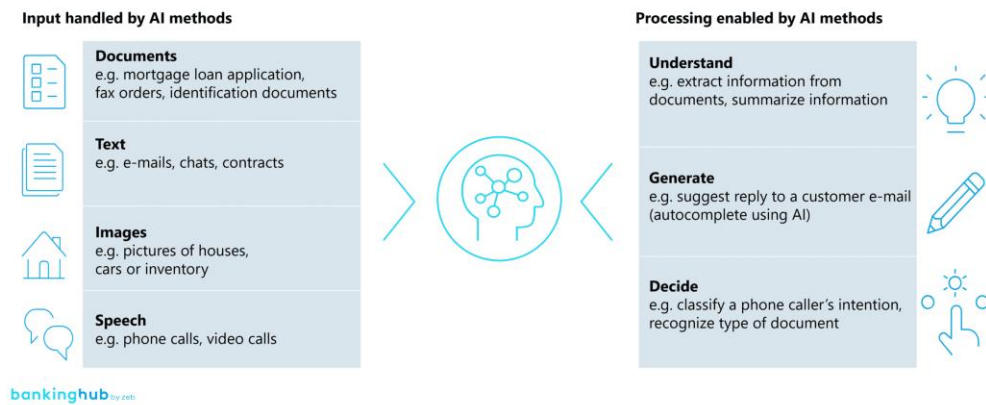 Input handled by AI methods
Documents
e.g. mortgage loan application,
fax orders, identification documents
Text
e.g. e-mails, chats, contracts
Images
e.g. pictures of houses,
cars or inventory
Speech
e.g. phone calls, video calls
Processing enabled by AI methods
Understand
e.g. extract information from
documents, summarize information
Generate
e.g. suggest reply to a customer e-mail
(autocomplete using AI)
Decide
e.g. classify a phone caller's intention,
recognize type of document
bankinghub by zeb